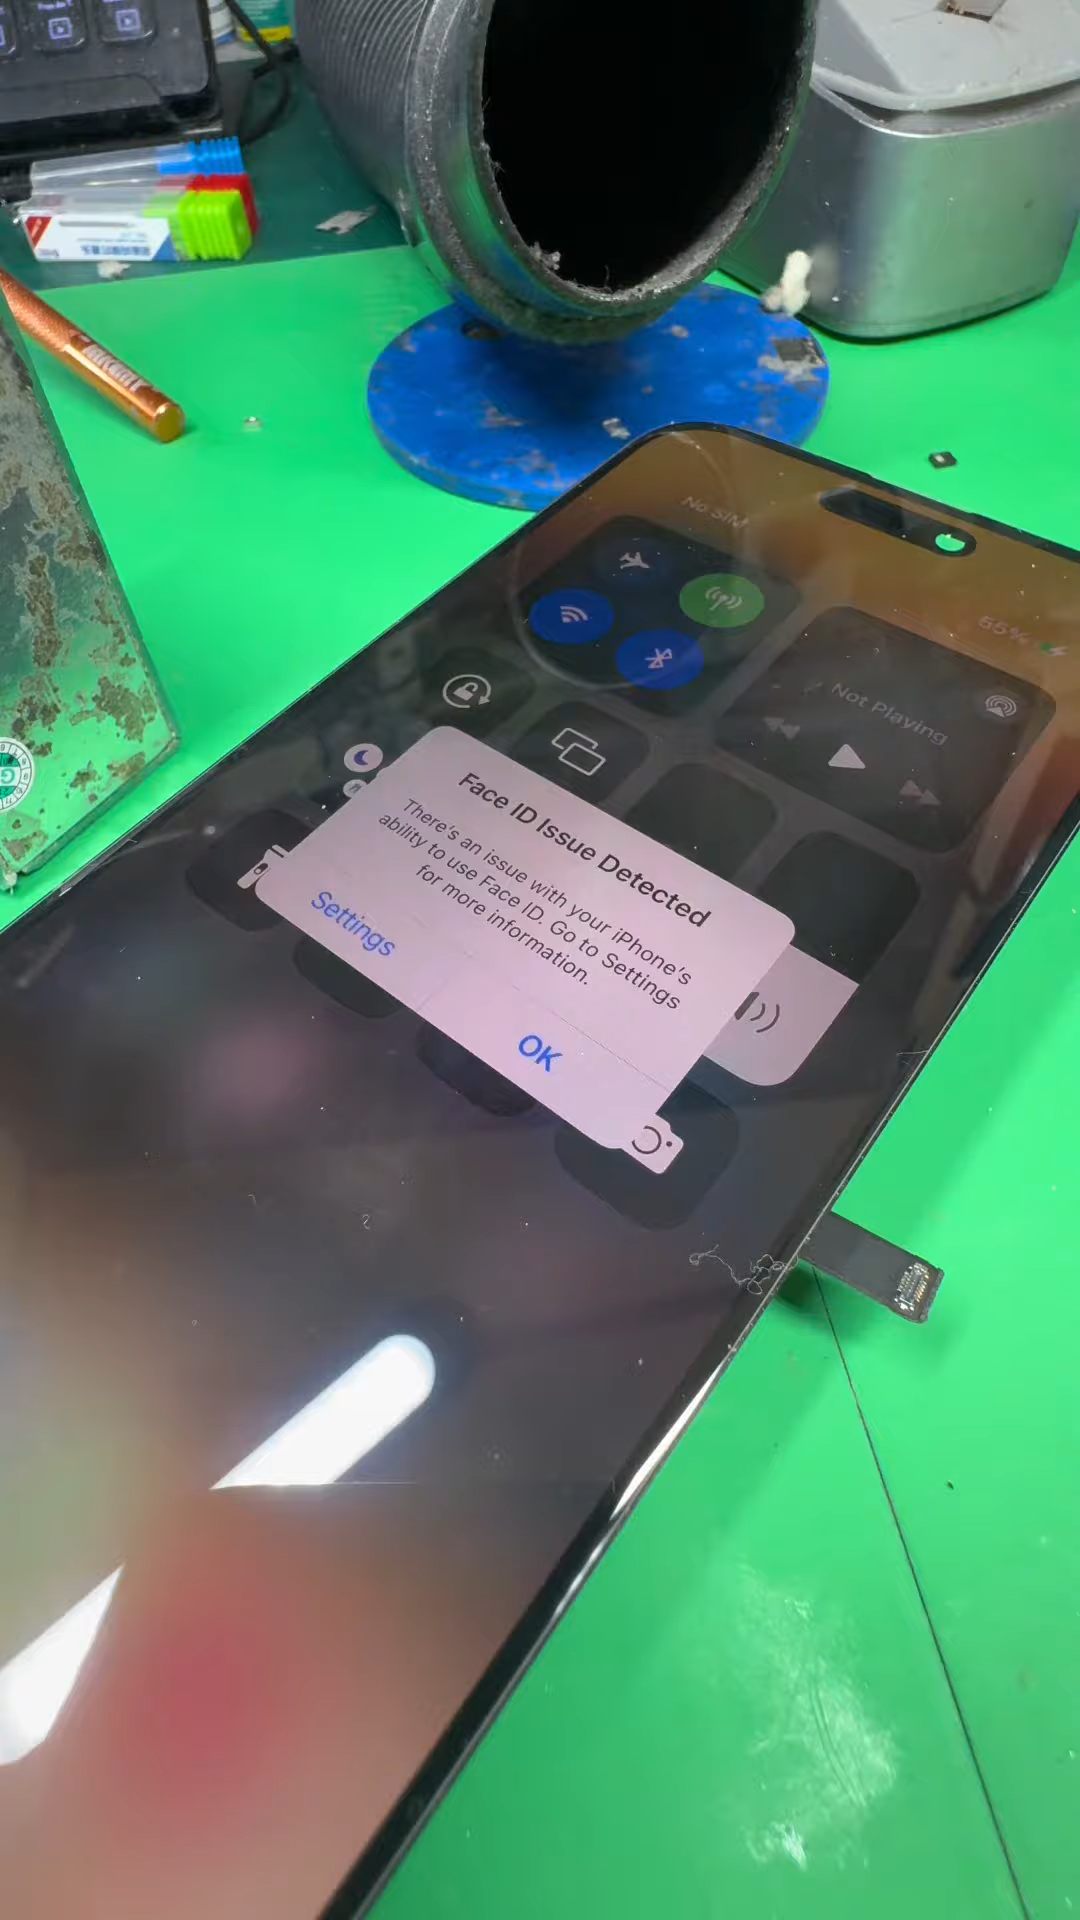 No SIM
65%
Not Playing
Face ID Issue Detected
There's an issue with your iPhone's
ability to use Face ID. Go to Settings
for more information.
Settings
OK